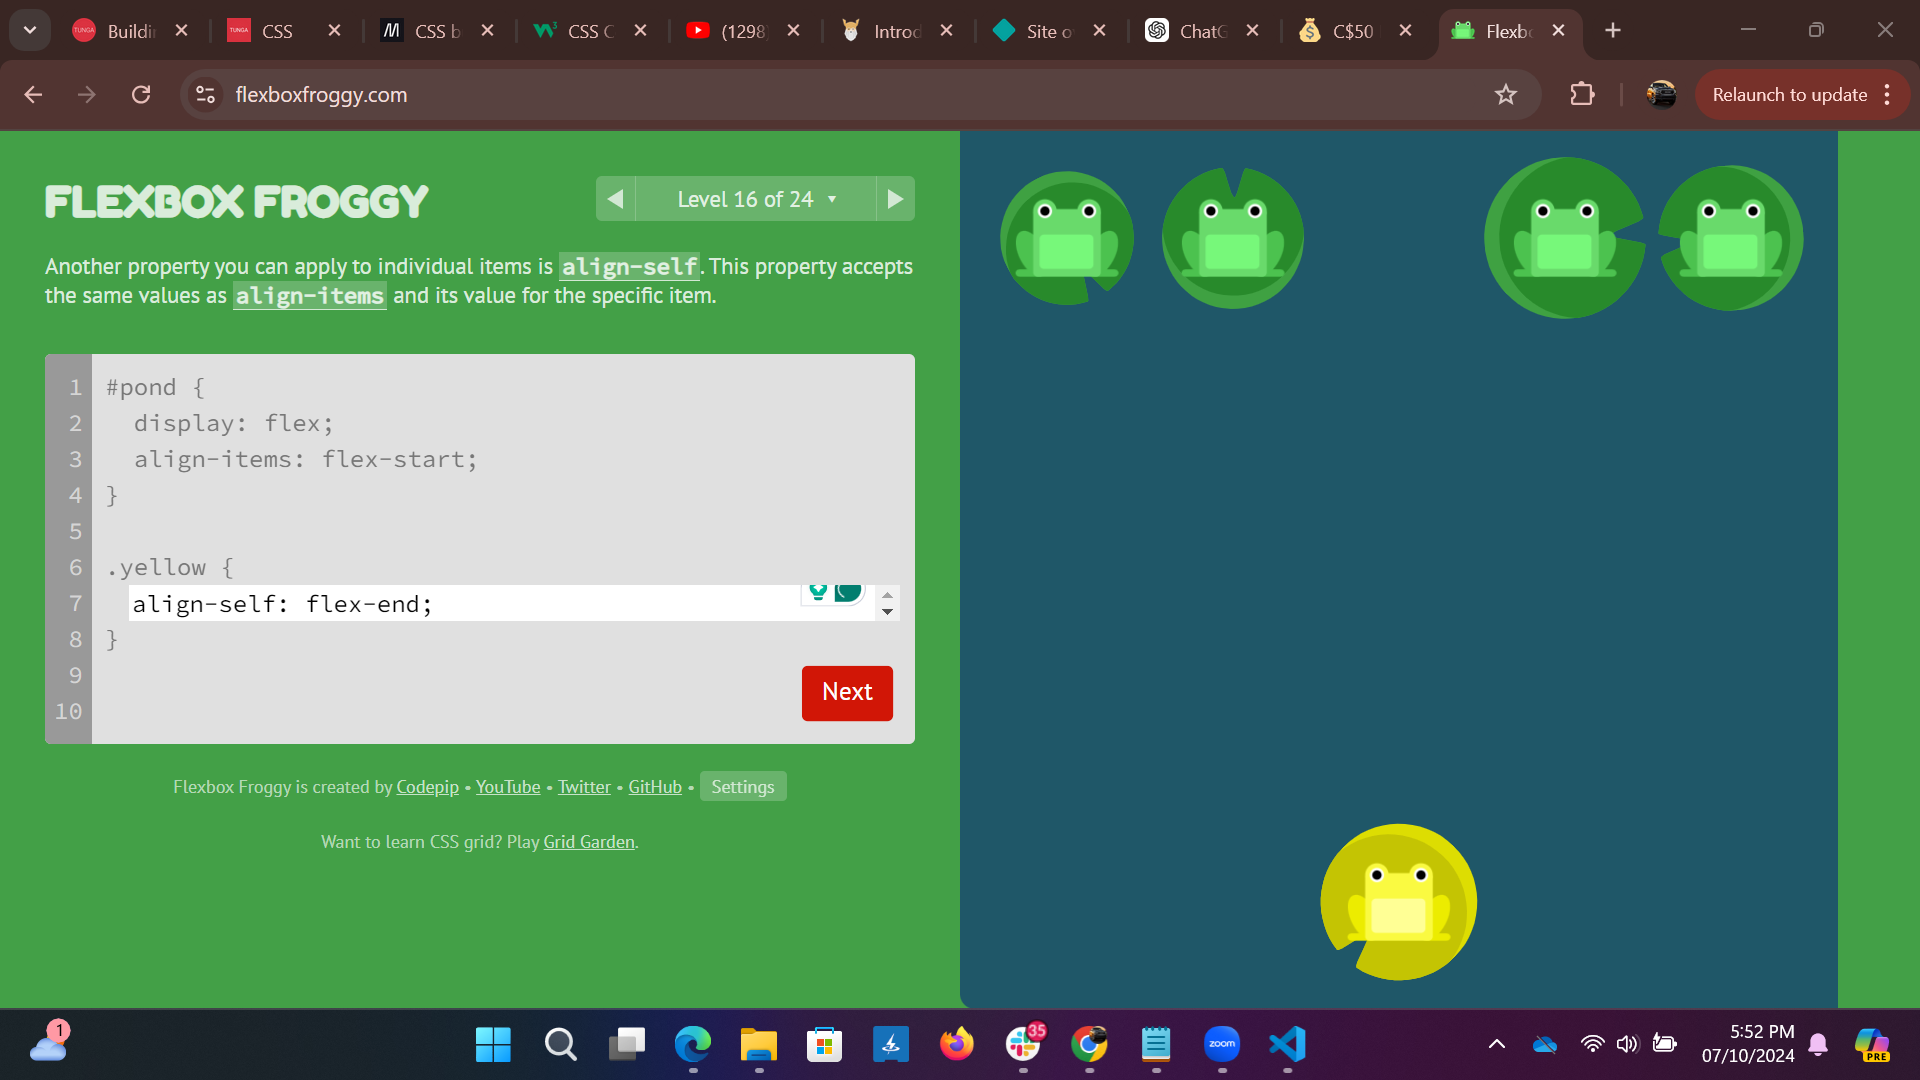 Buildin
CSS
CSS b
CSS C
(1298)
Introd
Site o
ChatG
C$50
Flexbo
flexboxfroggy.com
Relaunch to update
FLEXBOX FROGGY
Level 16 of 24 ▼
Another property you can apply to individual items is align-self. This property accepts
the same values as align-items and its value for the specific item.
1 #pond {
2 display: flex;
3 align-items: flex-start;
4 }
5
6 .yellow {
7 align-self: flex-end;
8 }
9
10
Next
Flexbox Froggy is created by Codepip • YouTube • Twitter • GitHub • Settings
Want to learn CSS grid? Play Grid Garden.
1
35
zoom
PRE
5:52 PM
07/10/2024